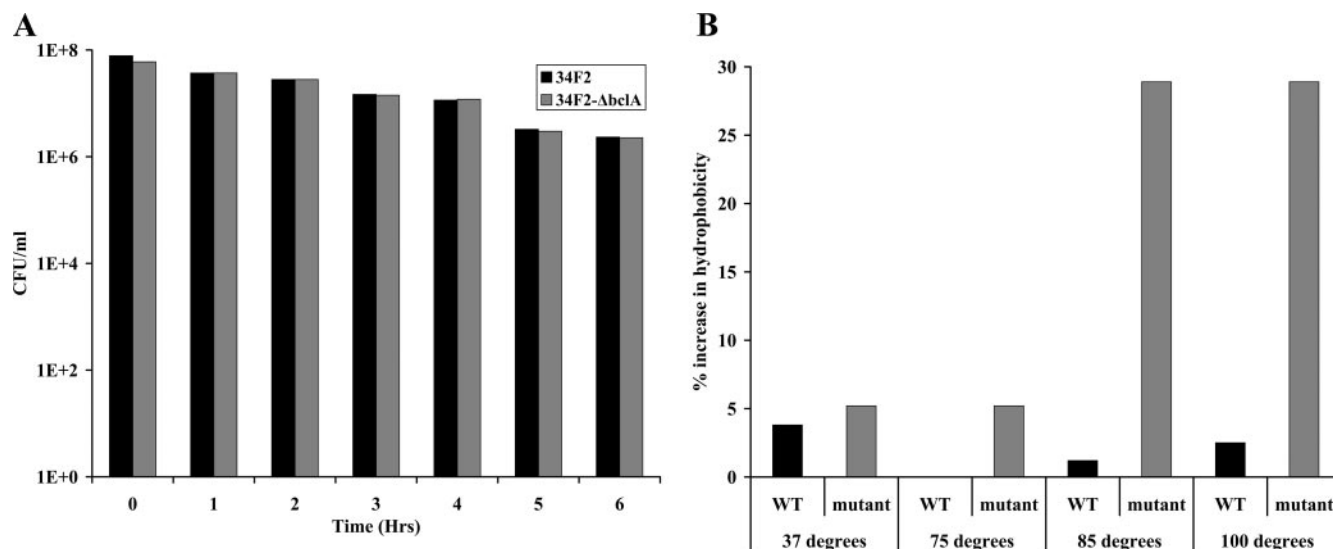 A
1E+8
1E+6
1E+4
1E+2
1E+0
CFU/ml
34F2
34F2-ΔbclA
0 1 2 3 4 5 6
Time (Hrs)
B
30
25
20
15
10
5
0
% increase in hydrophobicity
WT mutant WT mutant WT mutant WT mutant
37 degrees 75 degrees 85 degrees 100 degrees